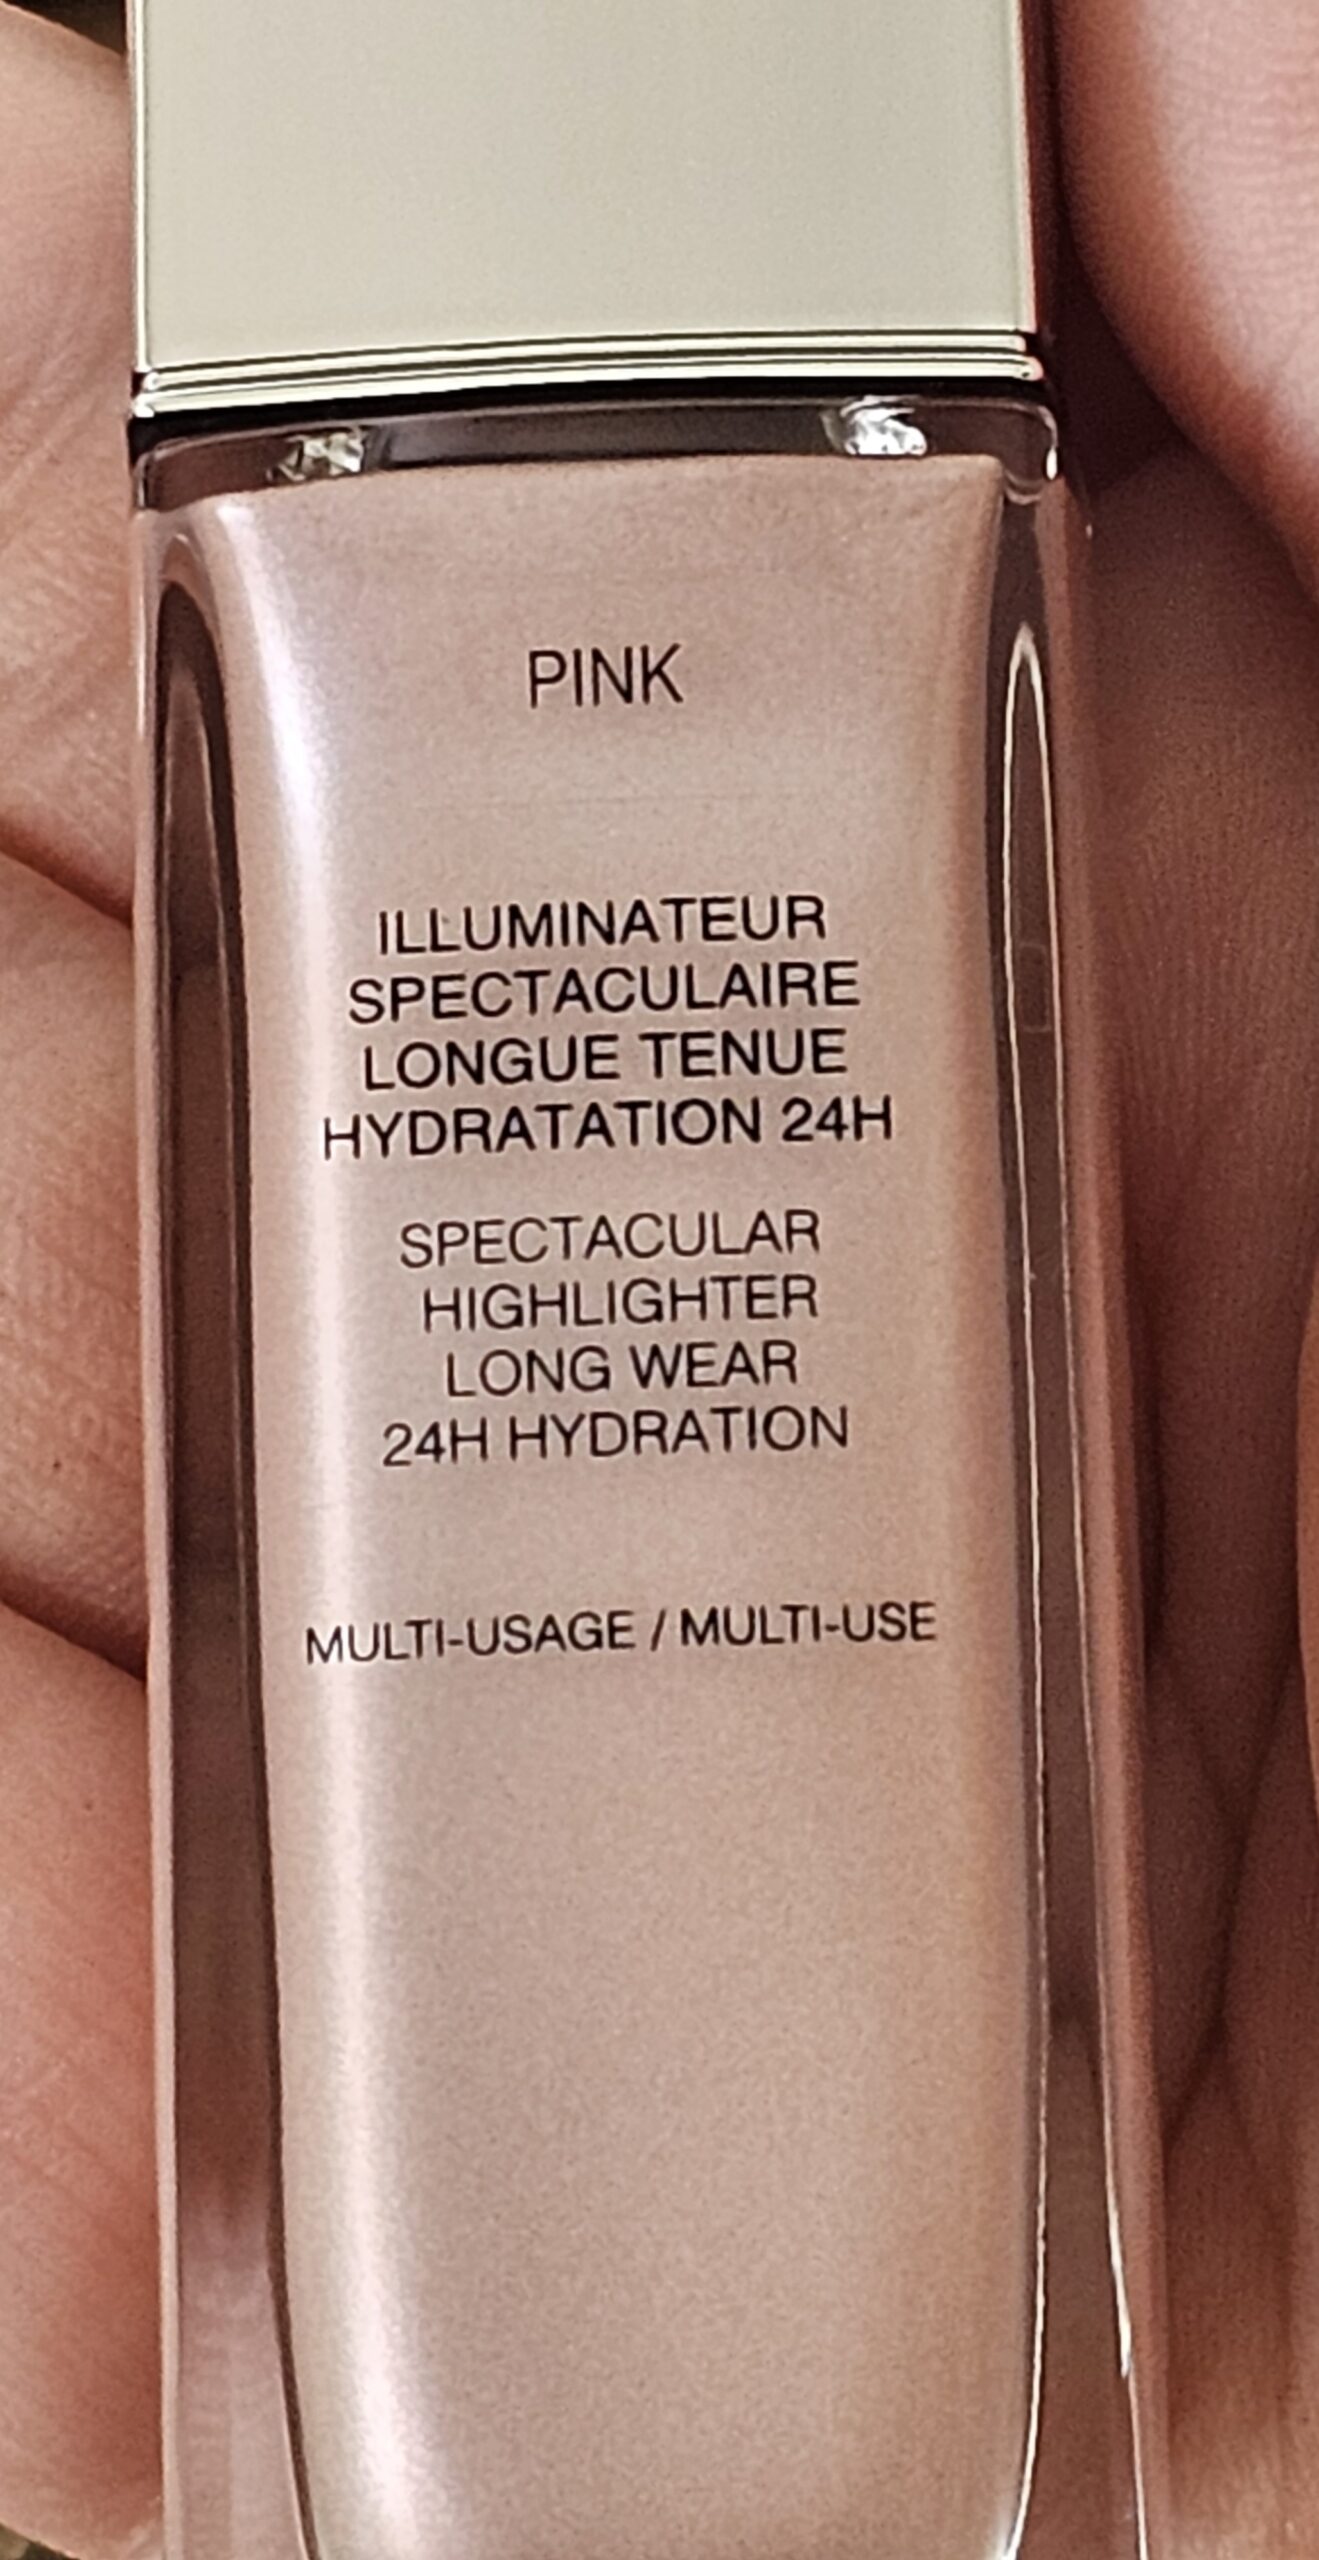 PINK
ILLUMINATEUR
SPECTACULAIRE
LONGUE TENUE
HYDRATATION 24H
SPECTACULAR
HIGHLIGHTER
LONG WEAR
24H HYDRATION
MULTI-USAGE / MULTI-USE